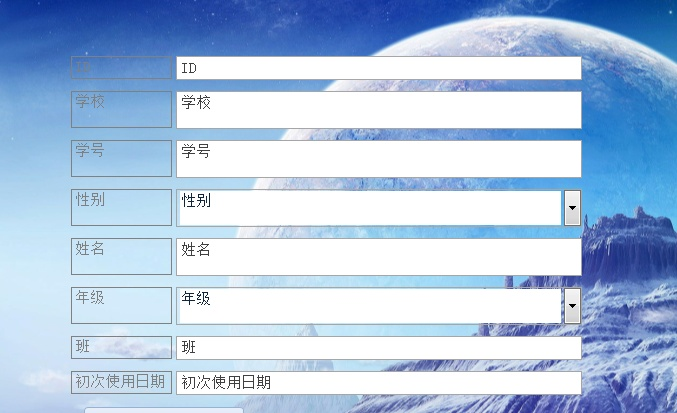 ID
学校 学校
学号 学号
性别 性别
姓名 姓名
年级 年级
班 班
初次使用日期 初次使用日期